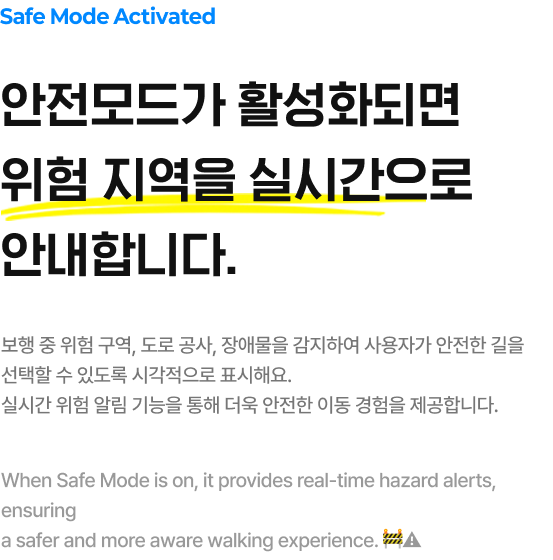 Safe Mode Activated
안전모드가 활성화되면
위험 지역을 실시간으로
안내합니다.
보행 중 위험 구역, 도로 공사, 장애물을 감지하여 사용자가 안전한 길을
선택할 수 있도록 시각적으로 표시해요.
실시간 위험 알림 기능을 통해 더욱 안전한 이동 경험을 제공합니다.
When Safe Mode is on, it provides real-time hazard alerts,
ensuring
a safer and more aware walking experience. 🚧⚠